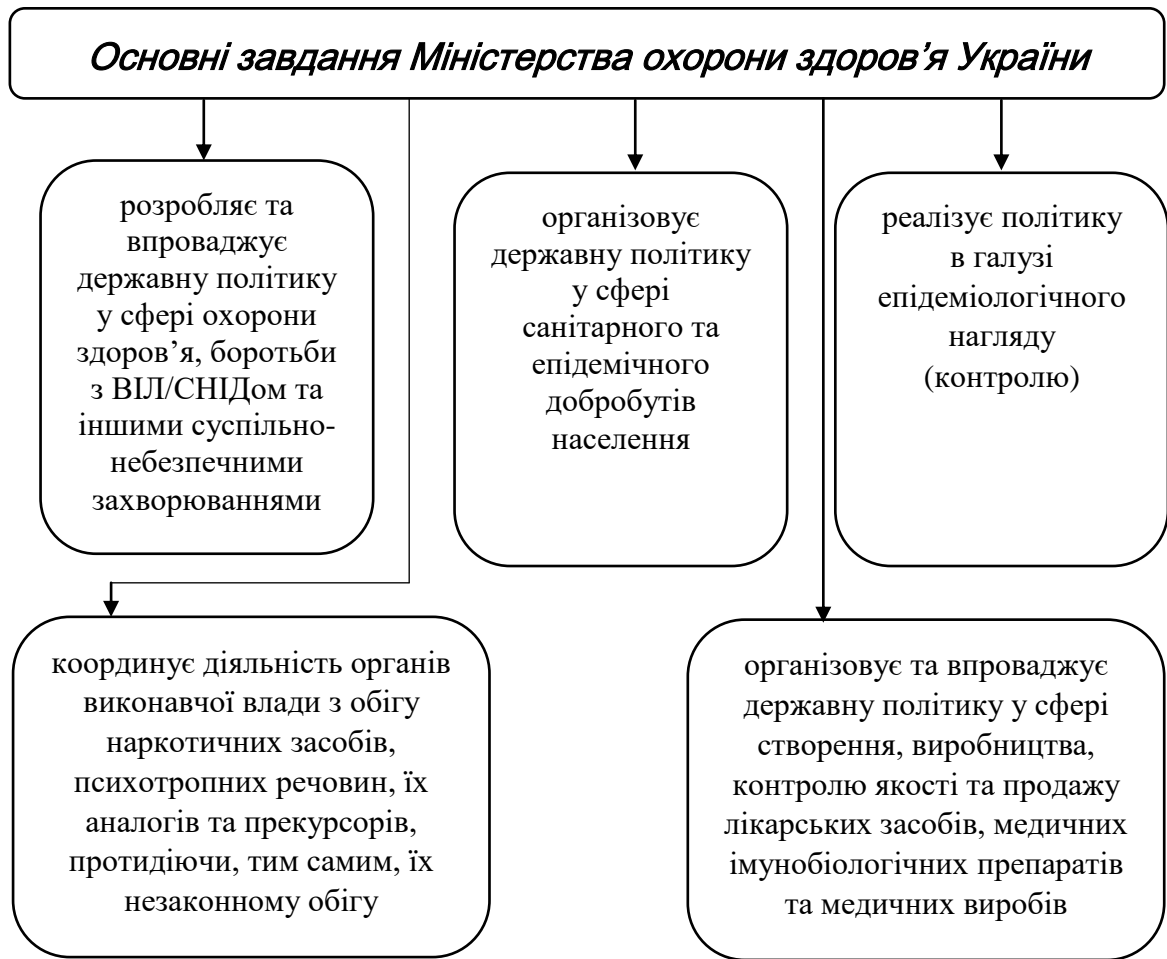 Основні завдання Міністерства охорони здоров’я України
розробляє та
впроваджує
державну політику
у сфері охорони
здоров’я, боротьби
з ВІЛ/СНІДом та
іншими суспільно-
небезпечними
захворюваннями
організовує
державну політику
у сфері
санітарного та
епідемічного
добробутів
населення
реалізує політику
в галузі
епідеміологічного
нагляду
(контролю)
координує діяльність органів
виконавчої влади з обігу
наркотичних засобів,
психотропних речовин, їх
аналогів та прекурсорів,
протидіючи, тим самим, їх
незаконному обігу
організовує та впроваджує
державну політику у сфері
створення, виробництва,
контролю якості та продажу
лікарських засобів, медичних
імунобіологічних препаратів
та медичних виробів